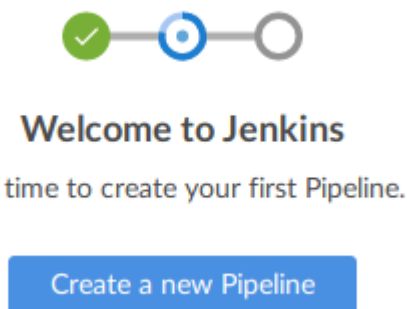 Welcome to Jenkins
time to create your first Pipeline.
Create a new Pipeline